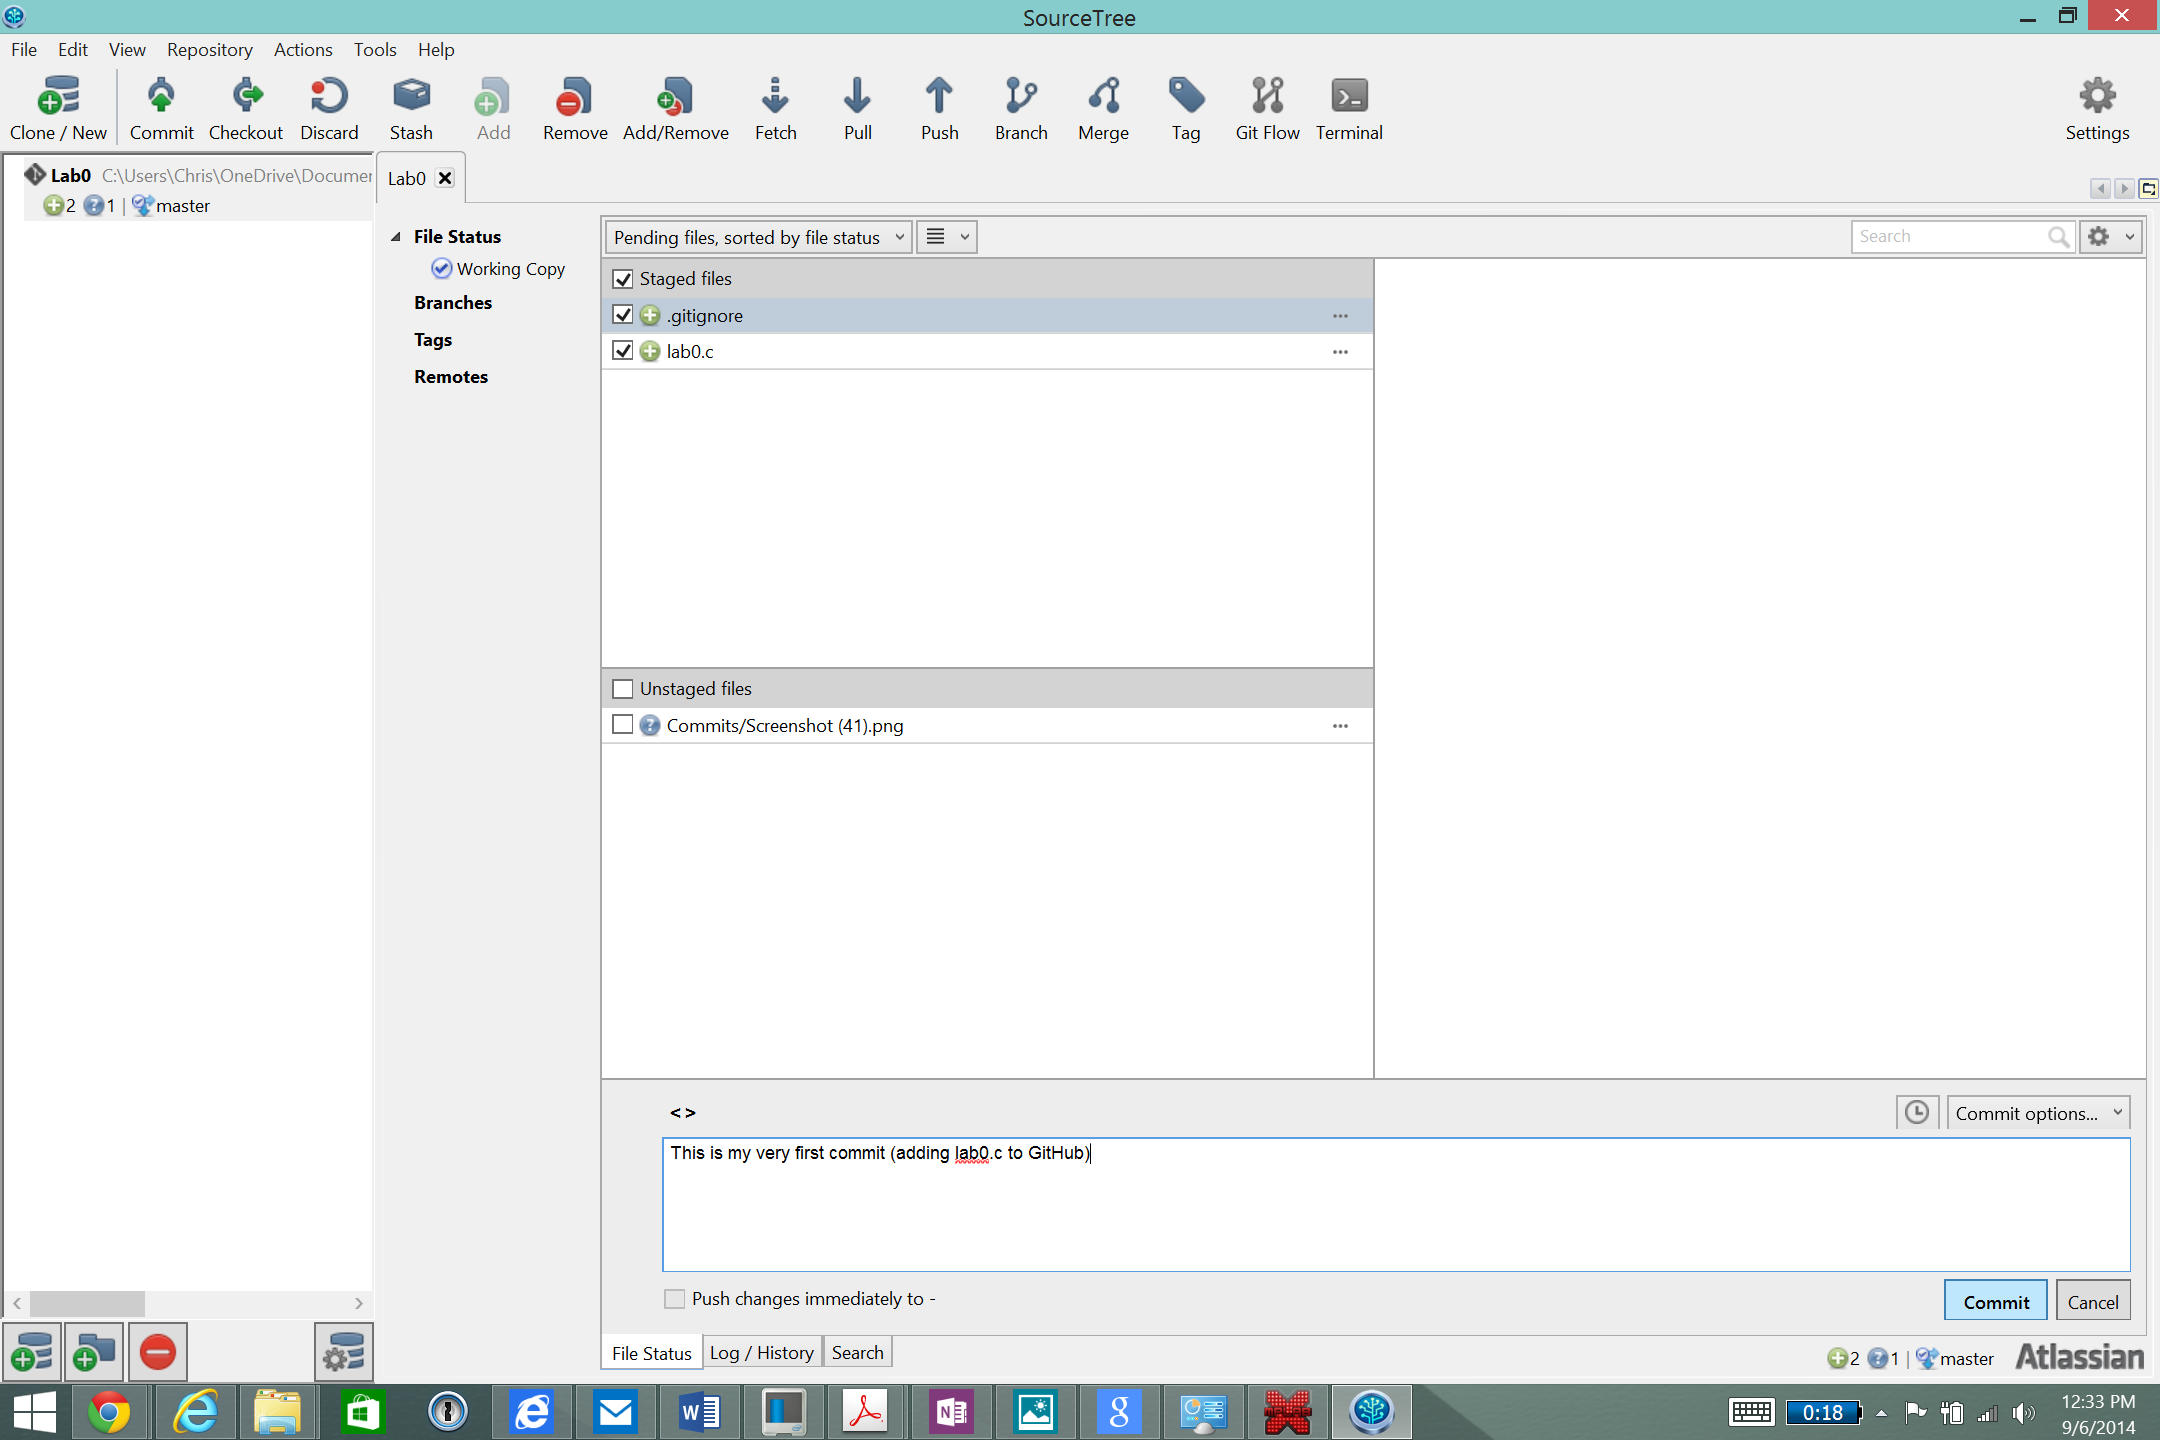 SourceTree
File Edit View Repository Actions Tools Help
Clone / New Commit Checkout Discard Stash Add Remove Add/Remove Fetch Pull Push Branch Merge Tag Git Flow Terminal Settings
Lab0 C:\Users\Chris\OneDrive\Documen
2 1 | master
Lab0
File Status
Working Copy
Branches
Tags
Remotes
Pending files, sorted by file status
Search
Staged files
.gitignore
lab0.c
Unstaged files
Commits/Screenshot (41).png
<>
Commit options...
This is my very first commit (adding lab0.c to GitHub)
Push changes immediately to -
Commit Cancel
File Status Log / History Search
2 1 | master Atlassian
0:18
12:33 PM
9/6/2014